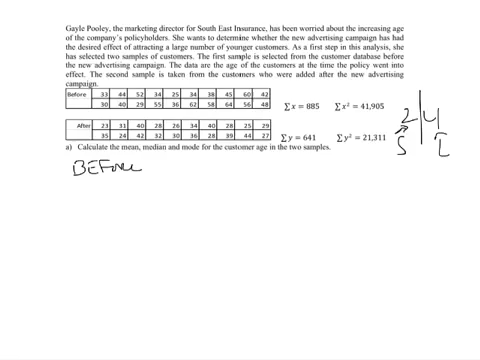 Gayle Pooley, the marketing director for South East Insurance, has been worried about the increasing age
of the company's policyholders. She wants to determine whether the new advertising campaign has had
the desired effect of attracting a large number of younger customers. As a first step in this analysis, she
has selected two samples of customers. The first sample is selected from the customer database before
the new advertising campaign. The data are the age of the customers at the time the policy went into
effect. The second sample is taken from the customers who were added after the new advertising
campaign.
Before 33 44 52 34 25 34 38 45 60 42
30 40 29 55 36 62 58 64 56 48
∑x = 885 ∑x² = 41,905
After 23 31 40 28 26 34 40 28 25 29
35 24 42 32 30 36 28 39 44 27
∑y = 641 ∑y² = 21,311
2 | 4
S L
a) Calculate the mean, median and mode for the customer age in the two samples.
BEFORE